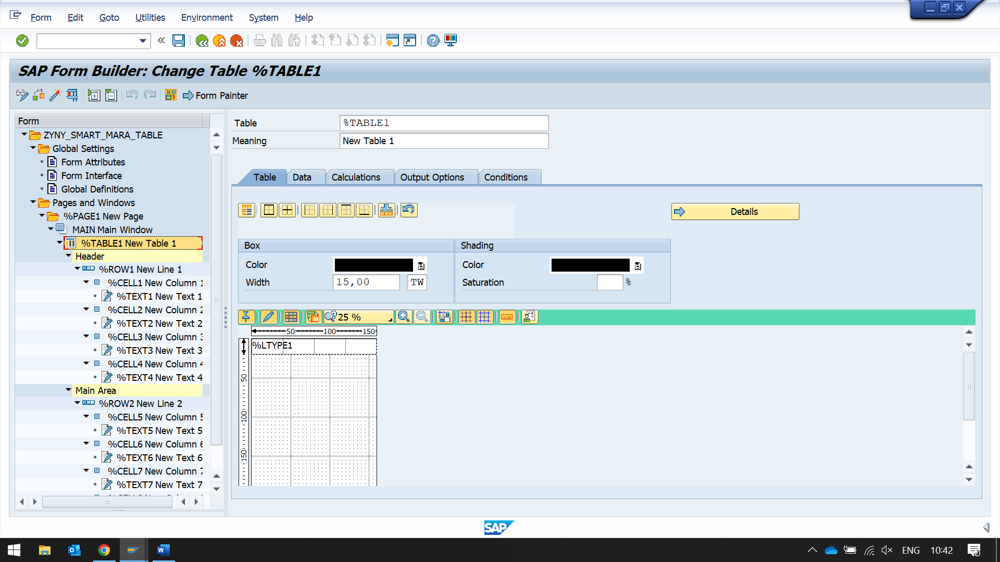 Form Edit Goto Utilities Environment System Help
SAP Form Builder: Change Table %TABLE1
Form Painter
Form
ZYNY_SMART_MARA_TABLE
Global Settings
Form Attributes
Form Interface
Global Definitions
Pages and Windows
%PAGE1 New Page
MAIN Main Window
%TABLE1 New Table 1
Header
%ROW1 New Line 1
%CELL1 New Column 1
%TEXT1 New Text 1
%CELL2 New Column 2
%TEXT2 New Text 2
%CELL3 New Column 3
%TEXT3 New Text 3
%CELL4 New Column 4
%TEXT4 New Text 4
Main Area
%ROW2 New Line 2
%CELL5 New Column 5
%TEXT5 New Text 5
%CELL6 New Column 6
%TEXT6 New Text 6
%CELL7 New Column 7
%TEXT7 New Text 7
Table %TABLE1
Meaning New Table 1
Table Data Calculations Output Options Conditions
Details
Box Shading
Color Color
Width 15,00 TW Saturation %
25 %
50 100 150
%LTYPE1
50
100
150
SAP
ENG 10:42